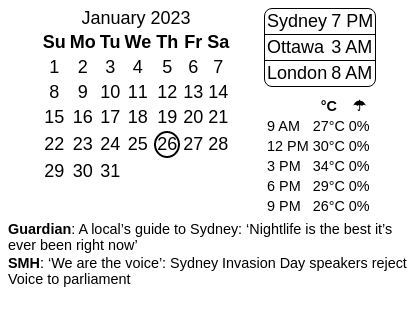 January 2023
Su Mo Tu We Th Fr Sa
1 2 3 4 5 6 7
8 9 10 11 12 13 14
15 16 17 18 19 20 21
22 23 24 25 26 27 28
29 30 31
Sydney 7 PM
Ottawa 3 AM
London 8 AM
°C ☂
9 AM 27°C 0%
12 PM 30°C 0%
3 PM 34°C 0%
6 PM 29°C 0%
9 PM 26°C 0%
Guardian: A local’s guide to Sydney: ‘Nightlife is the best it’s
ever been right now’
SMH: ‘We are the voice’: Sydney Invasion Day speakers reject
Voice to parliament